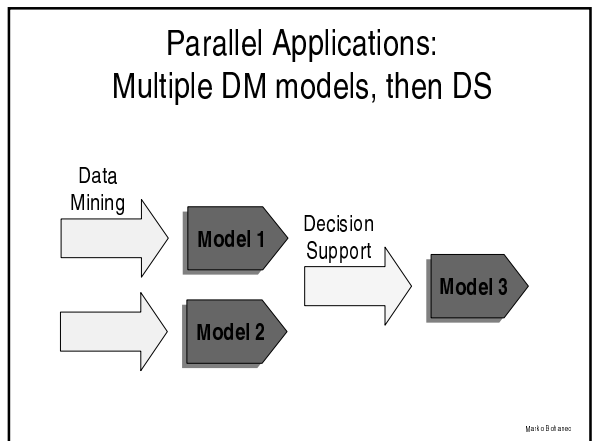 Parallel Applications:
Multiple DM models, then DS
Data
Mining
Model 1
Decision
Support
Model 2
Model 3
Marko Bohanec